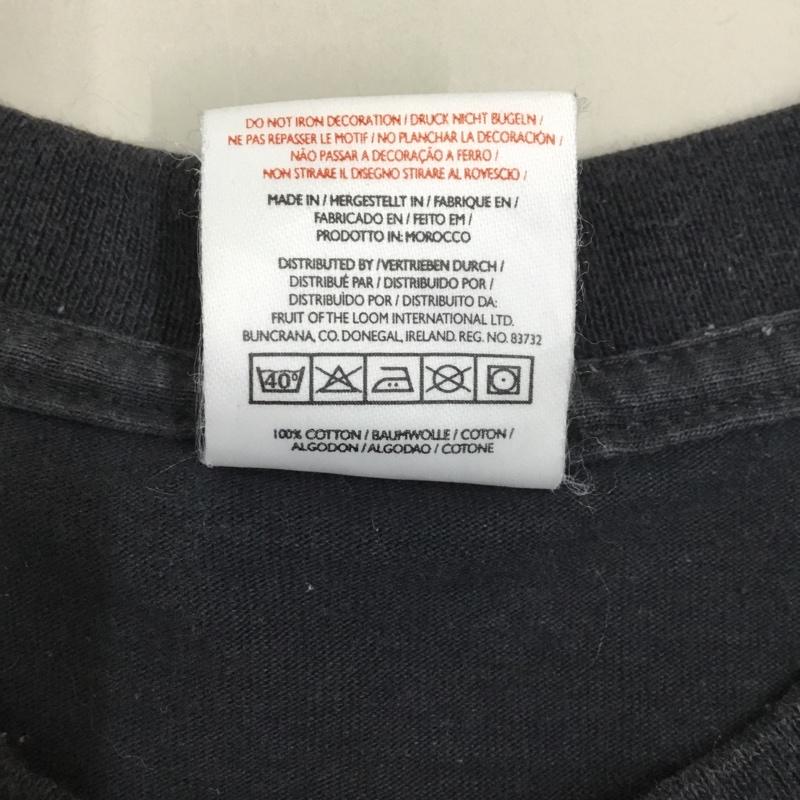 DO NOT IRON DECORATION / DRUCK NICHT BÜGELN /
NE PAS REPASSER LE MOTIF / NO PLANCHAR LA DECORACIÓN /
NÃO PASSAR A DECORAÇÃO A FERRO /
NON STIRARE IL DISEGNO STIRARE AL ROVESCIO /
MADE IN / HERGESTELLT IN / FABRIQUE EN /
FABRICADO EN / FEITO EM /
PRODOTTO IN: MOROCCO
DISTRIBUTED BY / VERTRIEBEN DURCH /
DISTRIBUÉ PAR / DISTRIBUIDO POR /
DISTRIBUÍDO POR / DISTRIBUITO DA:
FRUIT OF THE LOOM INTERNATIONAL LTD.
BUNCRANA, CO. DONEGAL, IRELAND. REG. NO. 83732
40°
100% COTTON / BAUMWOLLE / COTON /
ALGODON / ALGODAO / COTONE